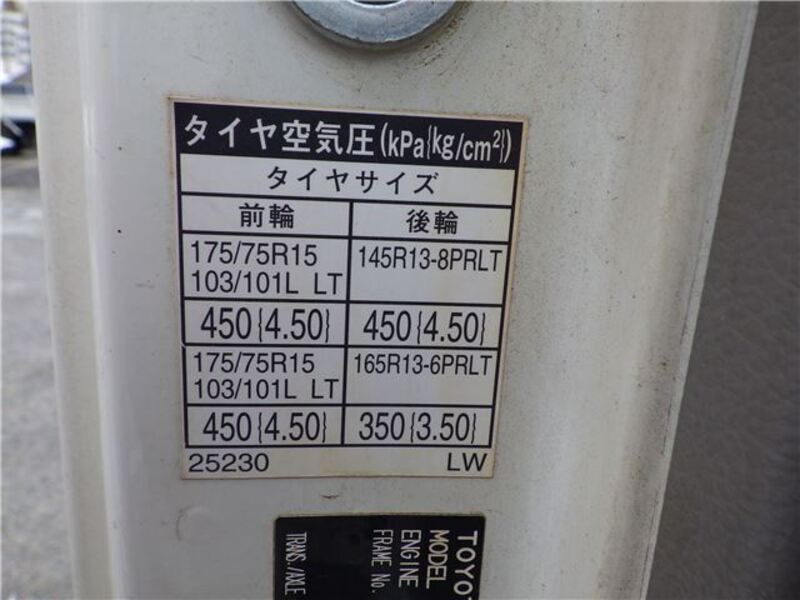 タイヤ空気圧(kPa{kg/cm²})
タイヤサイズ
前輪 後輪
175/75R15 145R13-8PRLT
103/101L LT
450{4.50} 450{4.50}
175/75R15 165R13-6PRLT
103/101L LT
450{4.50} 350{3.50}
25230 LW
TOYOT
MODEL
ENGINE
FRAME No.
TRANS./AXLE